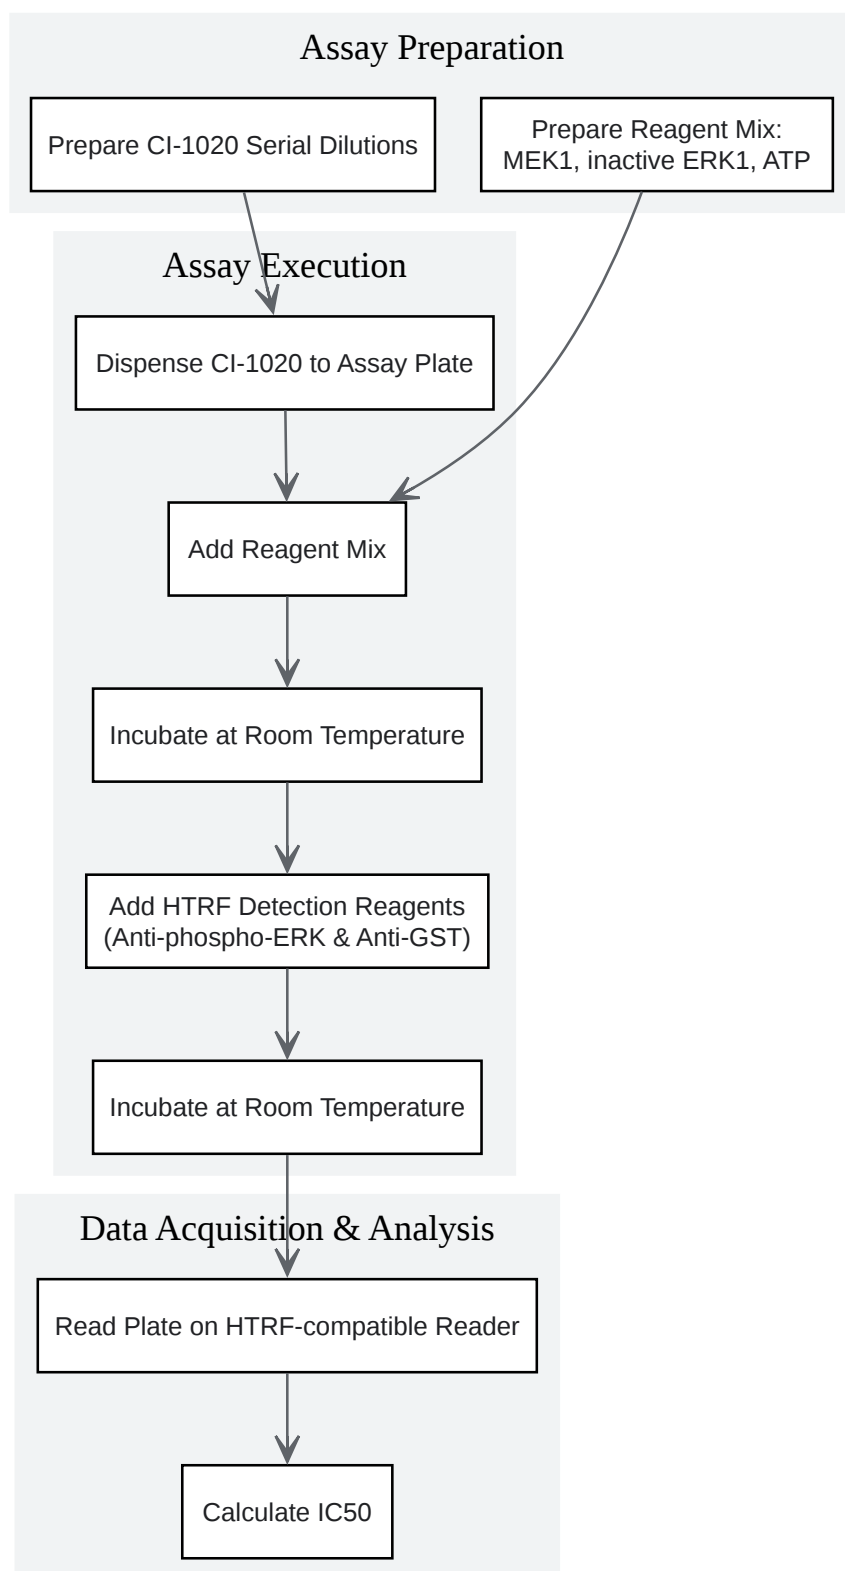 Assay Preparation
Prepare CI-1020 Serial Dilutions
Prepare Reagent Mix:
MEK1, inactive ERK1, ATP
Assay Execution
Dispense CI-1020 to Assay Plate
Add Reagent Mix
Incubate at Room Temperature
Add HTRF Detection Reagents
(Anti-phospho-ERK & Anti-GST)
Incubate at Room Temperature
Data Acquisition & Analysis
Read Plate on HTRF-compatible Reader
Calculate IC50